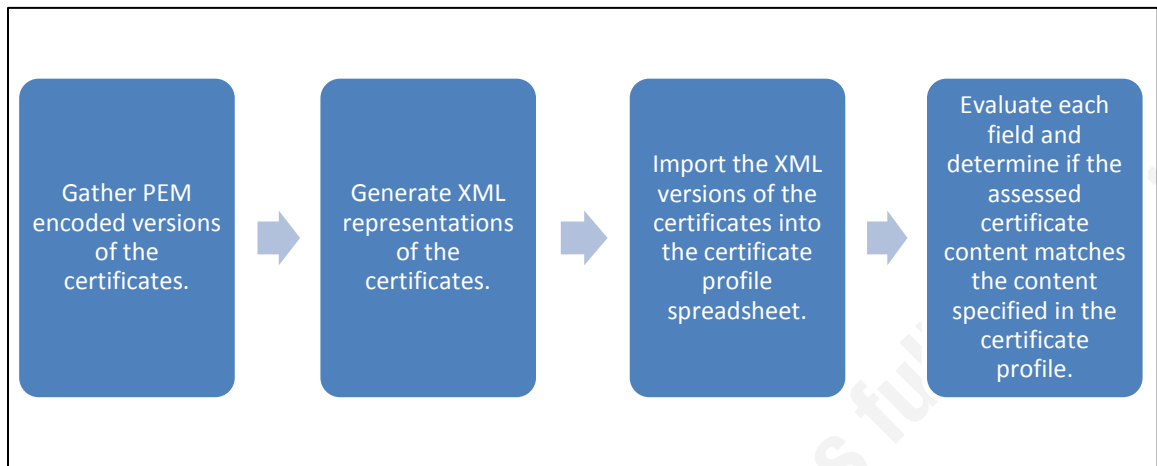 Gather PEM
encoded versions
of the
certificates.
Generate XML
representations
of the
certificates.
Import the XML
versions of the
certificates into
the certificate
profile
spreadsheet.
Evaluate each
field and
determine if the
assessed
certificate
content matches
the content
specified in the
certificate
profile.
s full